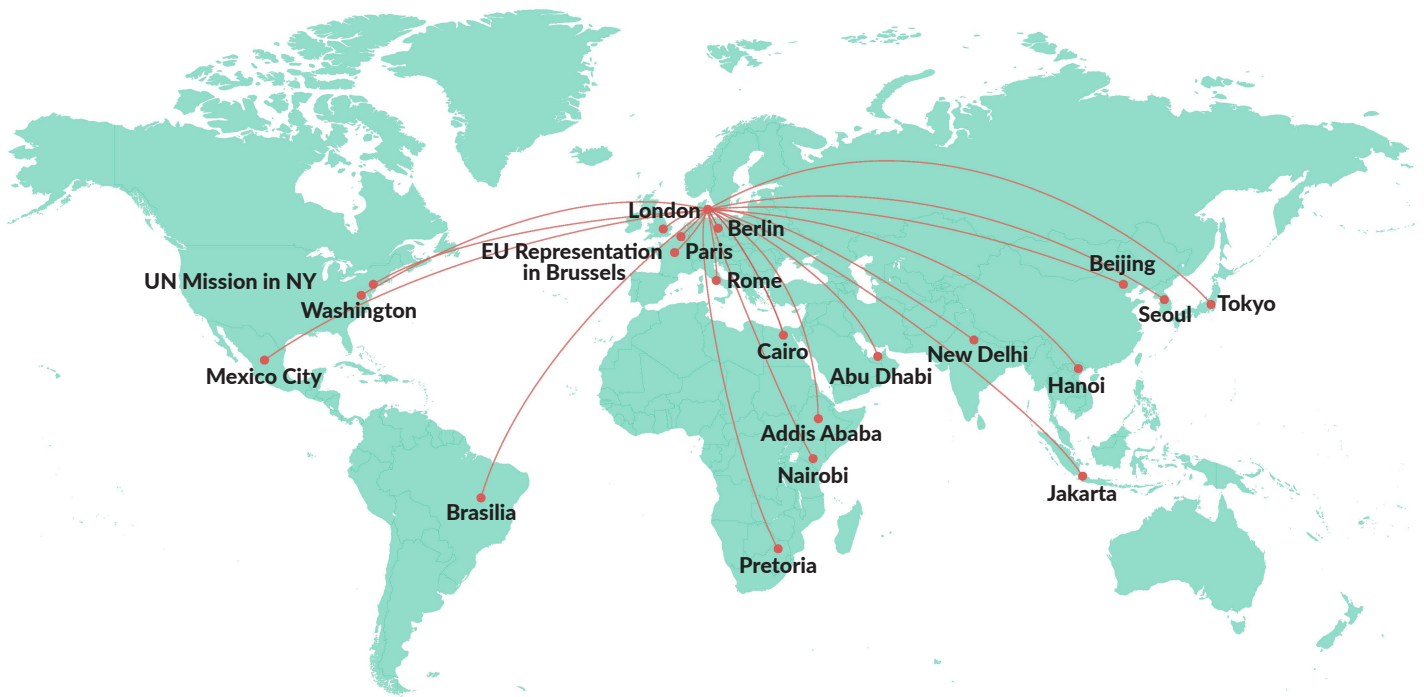 London
Berlin
EU Representation
in Brussels
Paris
Beijing
UN Mission in NY
Rome
Washington
Seoul
Tokyo
Cairo
New Delhi
Mexico City
Abu Dhabi
Hanoi
Addis Ababa
Nairobi
Jakarta
Brasilia
Pretoria